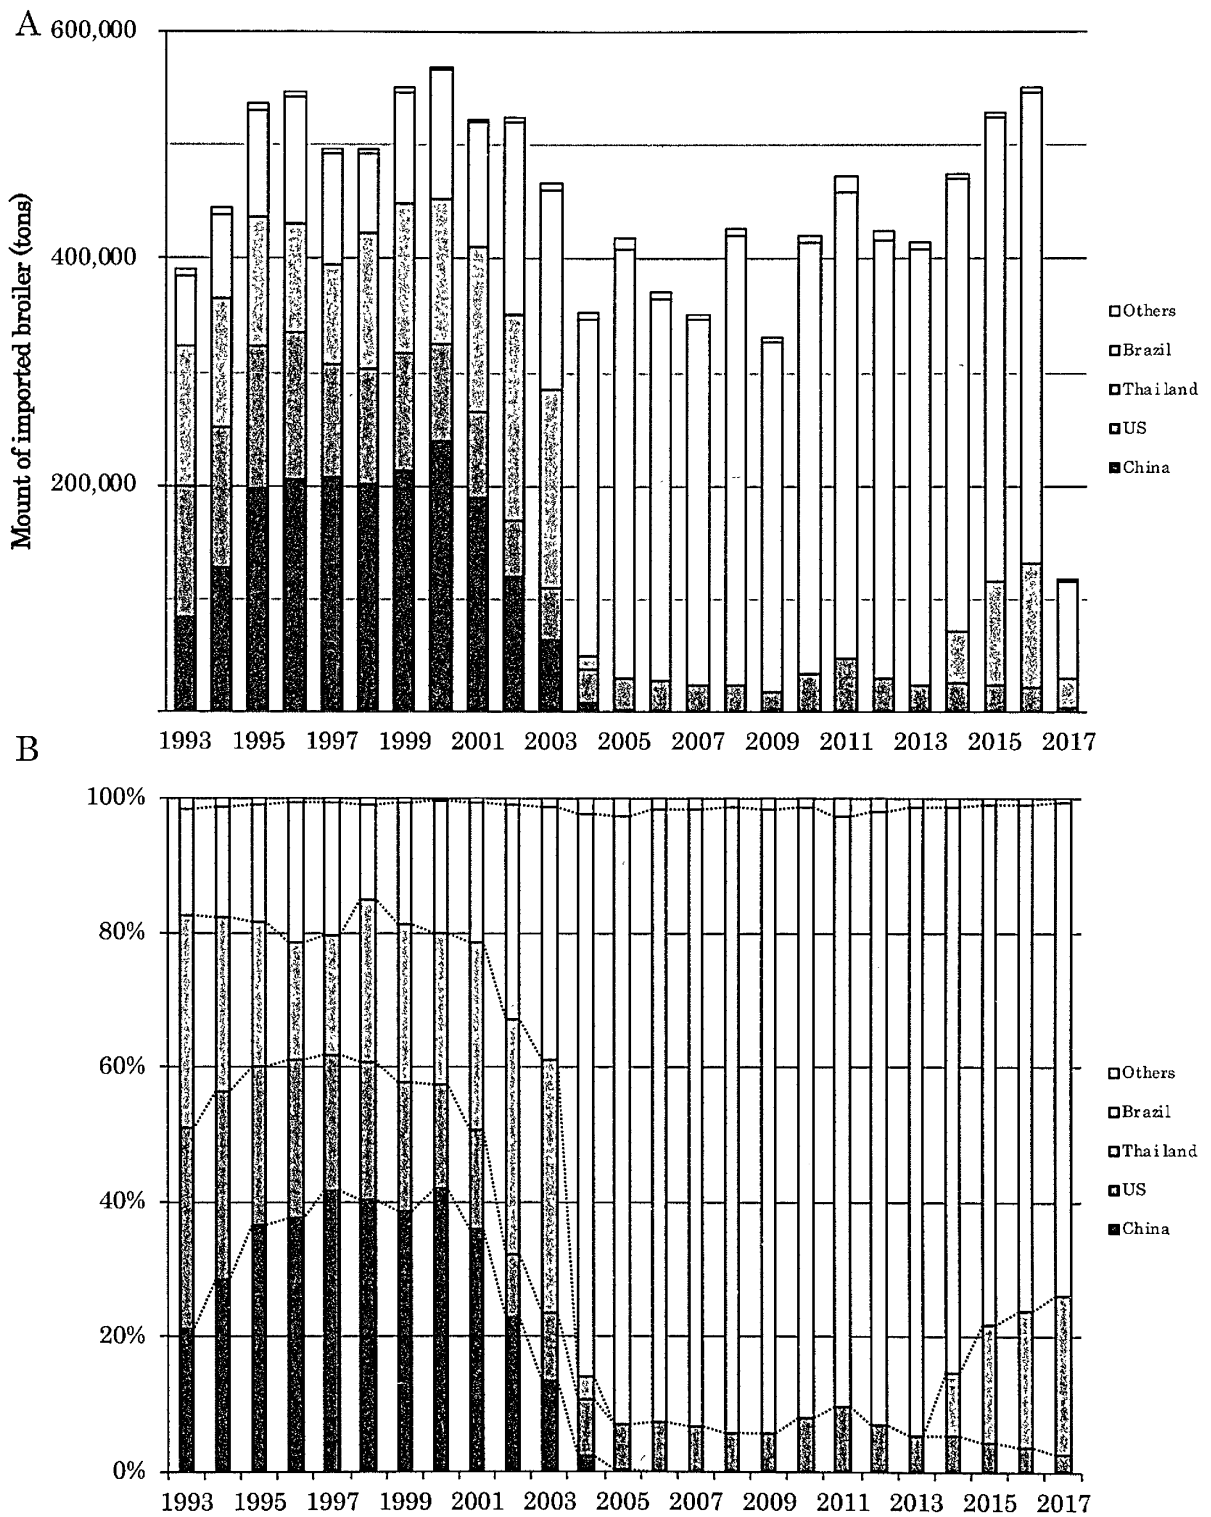 A
600,000
400,000
200,000
Mount of imported broiler (tons)
Others
Brazil
Thailand
US
China
1993 1995 1997 1999 2001 2003 2005 2007 2009 2011 2013 2015 2017
B
100%
80%
60%
40%
20%
0%
Others
Brazil
Thailand
US
China
1993 1995 1997 1999 2001 2003 2005 2007 2009 2011 2013 2015 2017